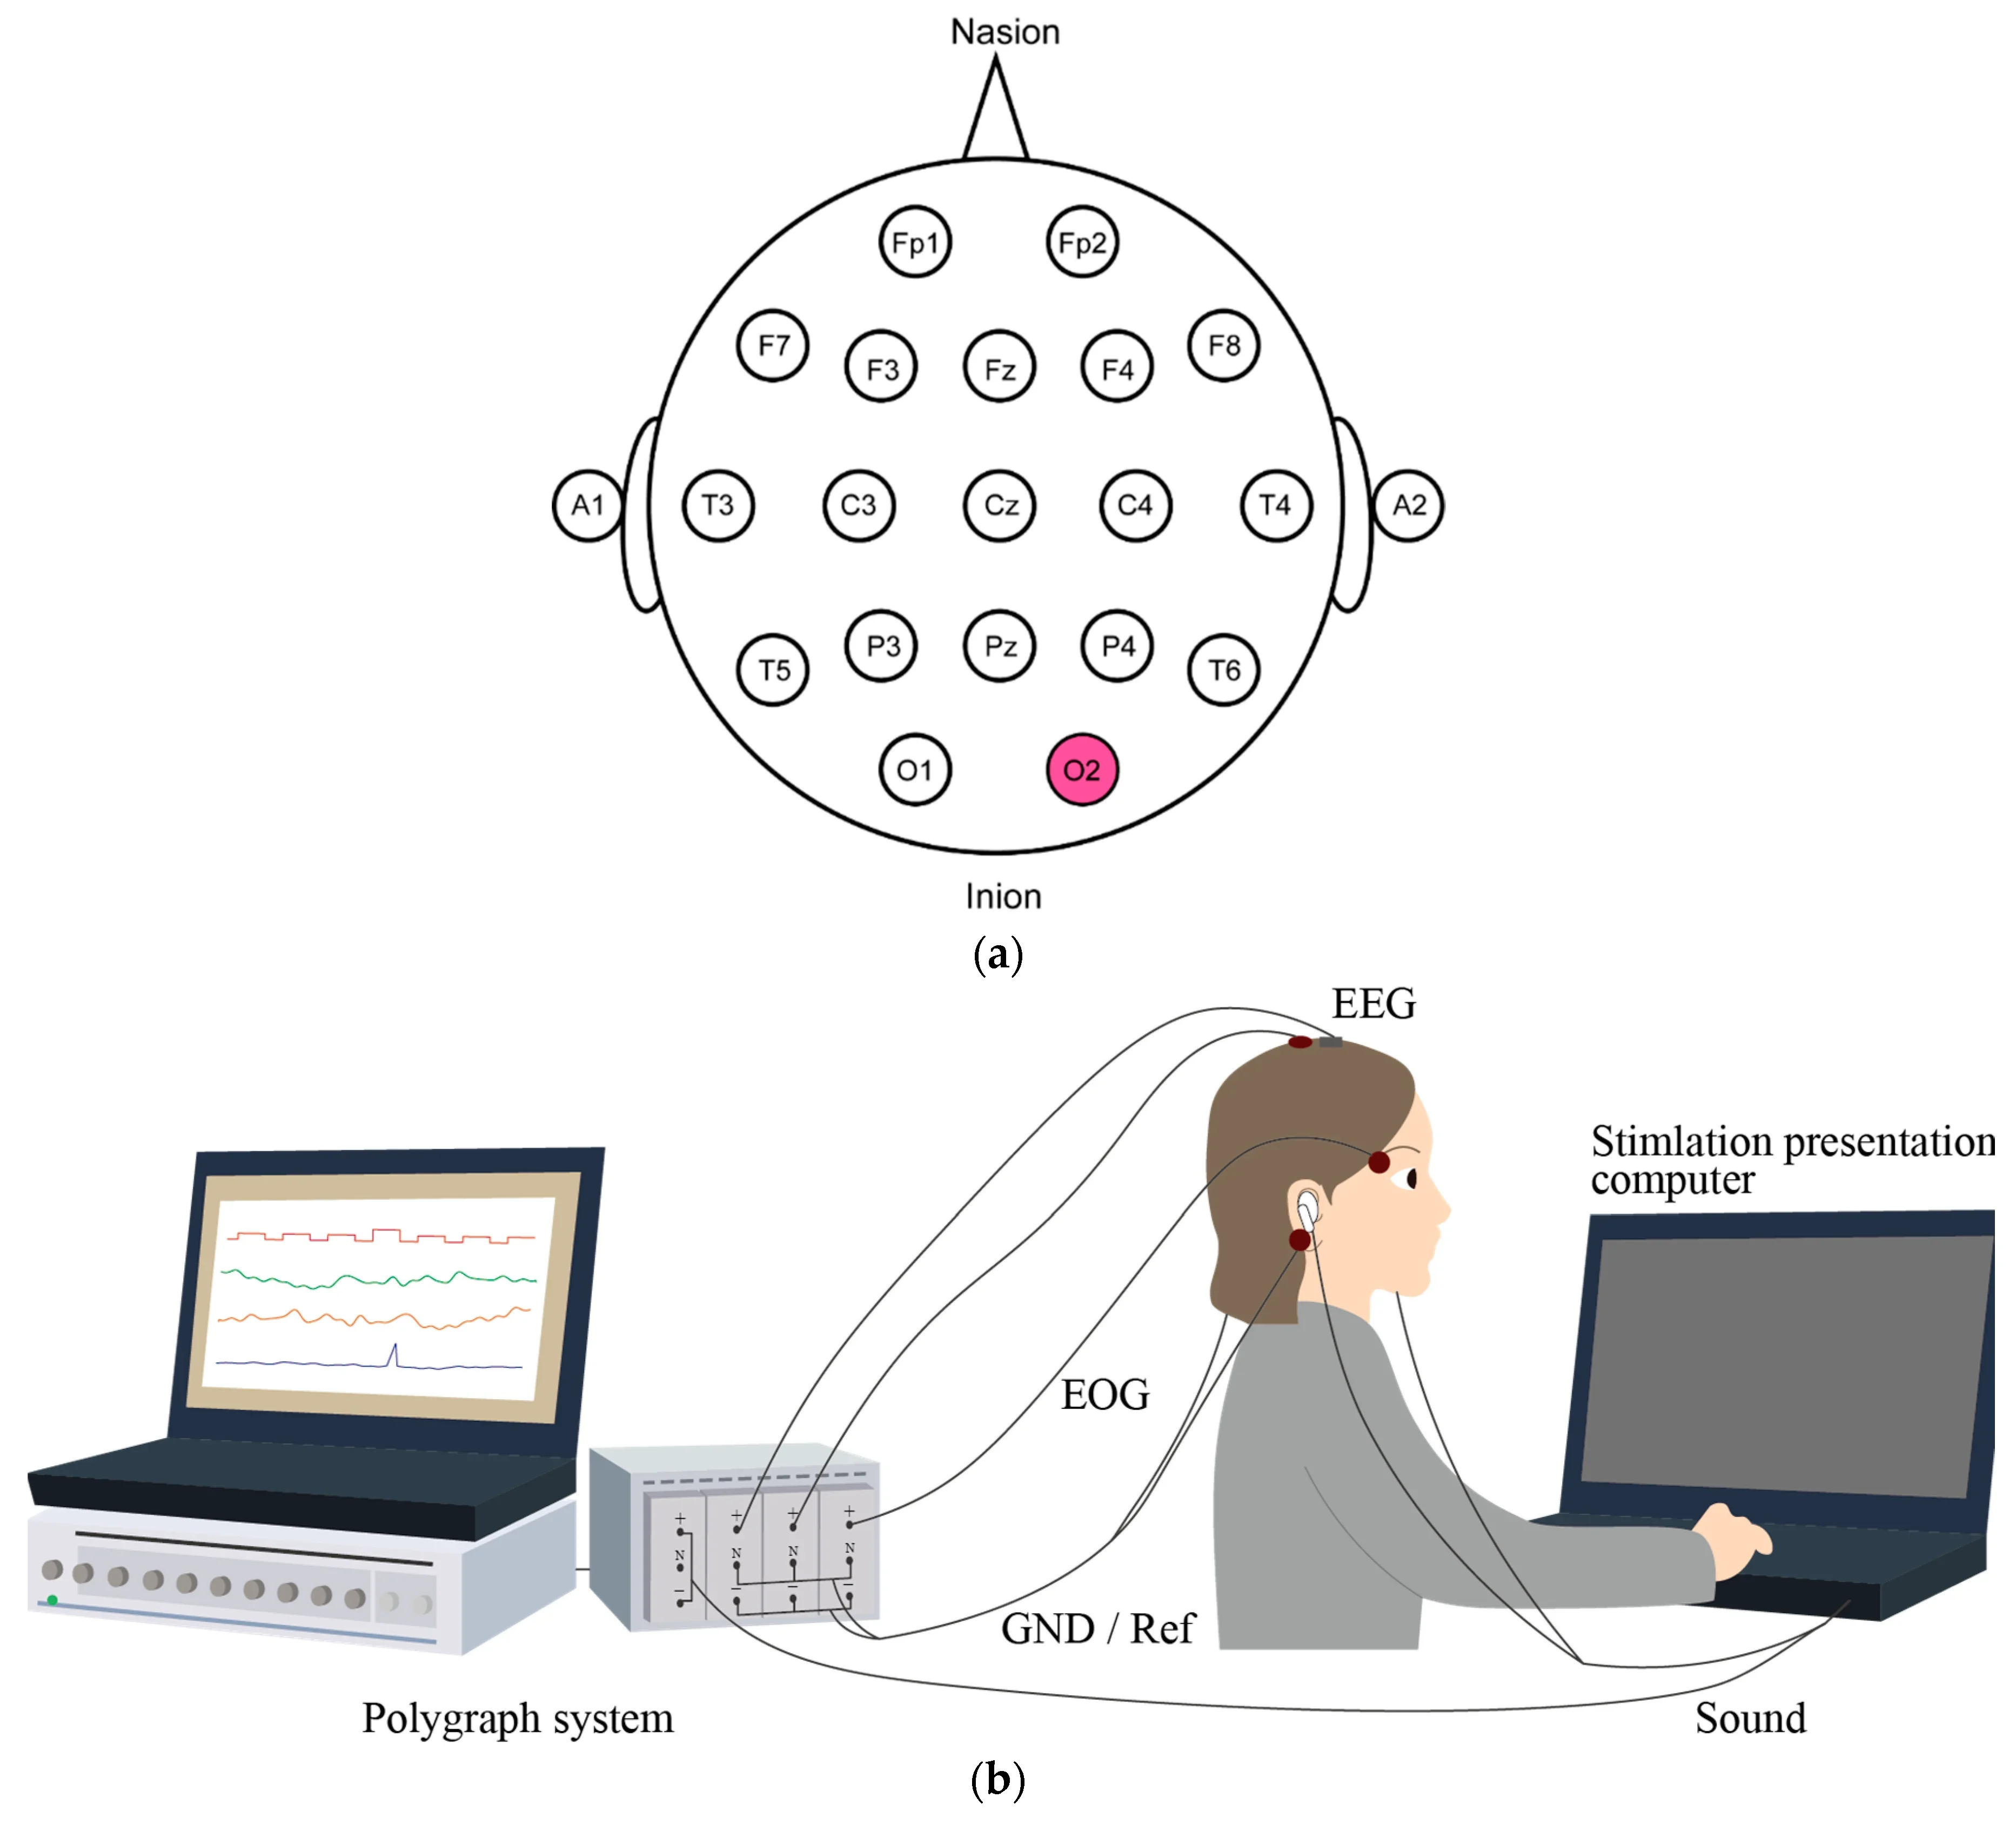 Nasion
Fp1 Fp2
F7 F3 Fz F4 F8
A1 T3 C3 Cz C4 T4 A2
T5 P3 Pz P4 T6
O1 O2
Inion
(a)
EEG
Stimlation presentation
computer
EOG
+ + + +
N N N N
− − − −
GND / Ref
Polygraph system
Sound
(b)